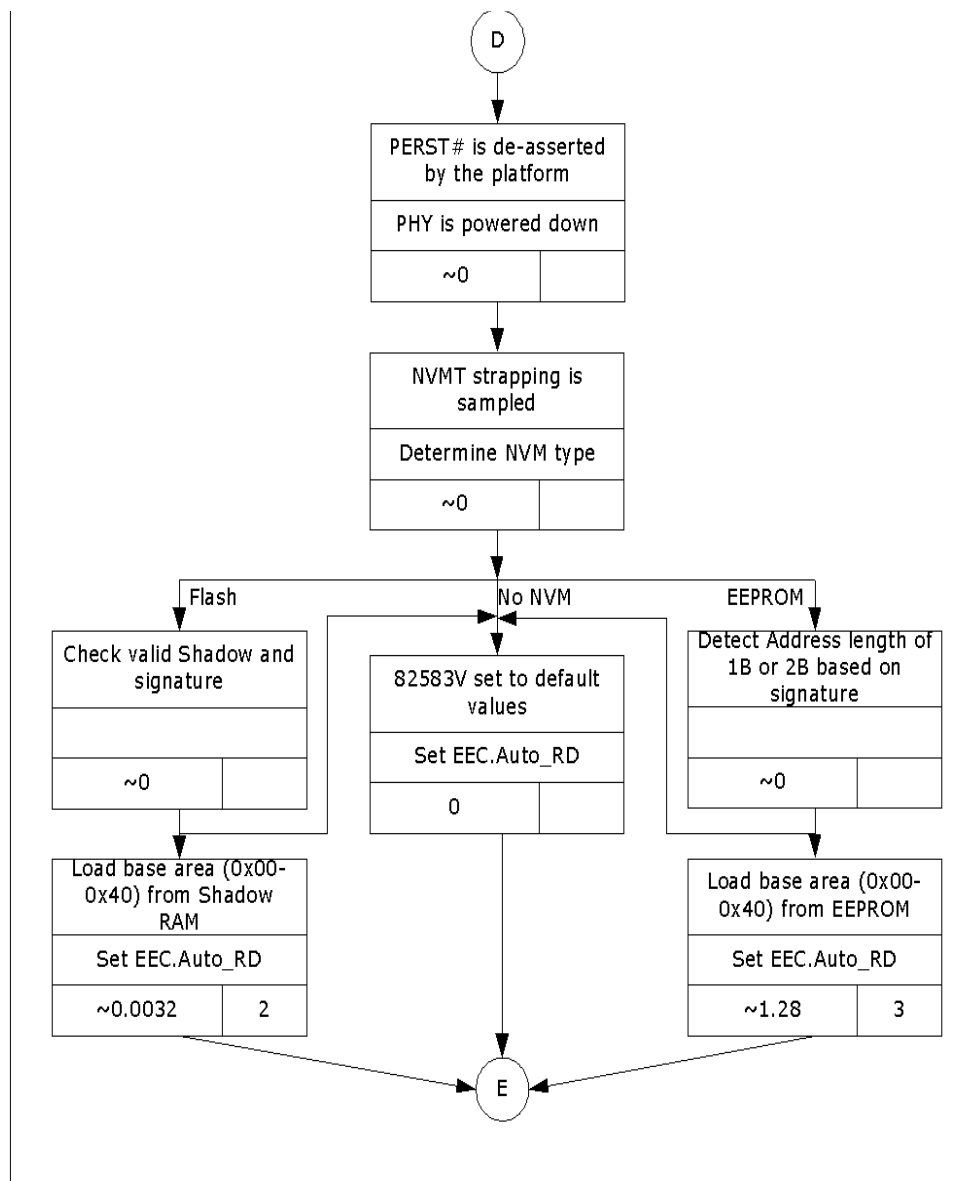 D
PERST# is de-asserted
by the platform
PHY is powered down
~0
NVMT strapping is
sampled
Determine NVM type
~0
Flash
No NVM
EEPROM
Check valid Shadow and
signature
~0
82583V set to default
values
Set EEC.Auto_RD
0
Detect Address length of
1B or 2B based on
signature
~0
Load base area (0x00-
0x40) from Shadow
RAM
Set EEC.Auto_RD
~0.0032 2
Load base area (0x00-
0x40) from EEPROM
Set EEC.Auto_RD
~1.28 3
E